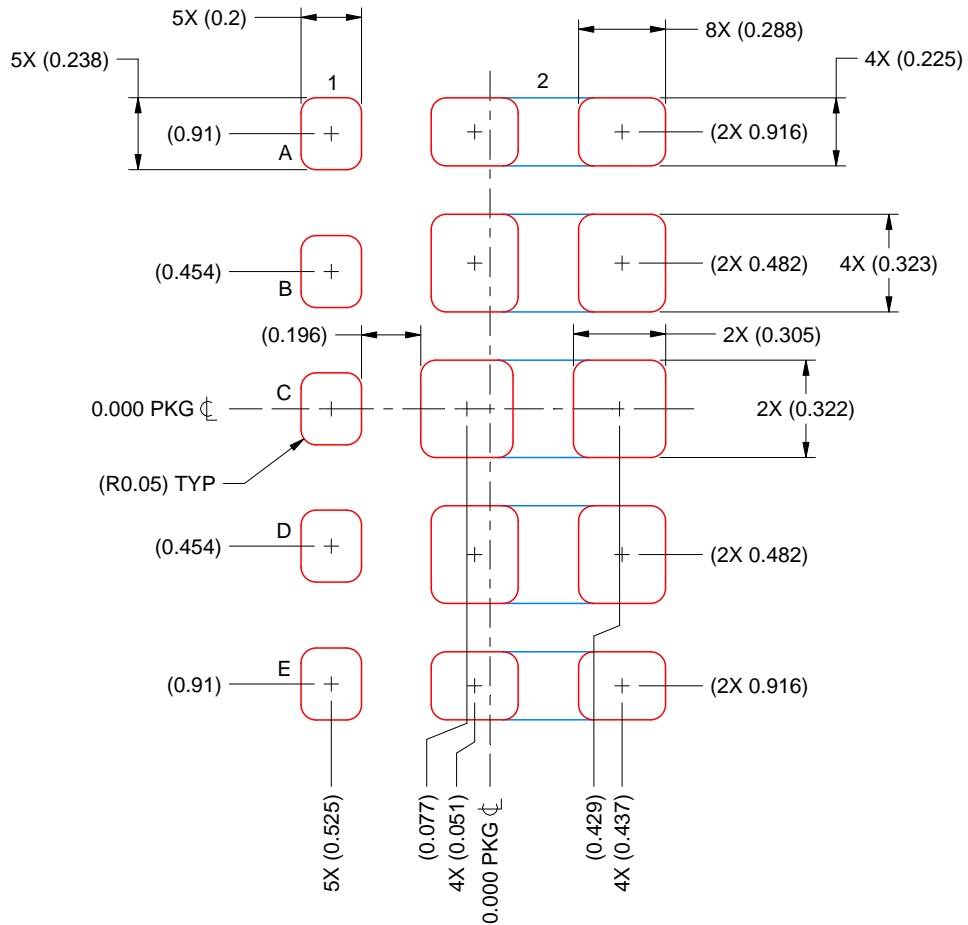 5X (0.2)
8X (0.288)
5X (0.238)
4X (0.225)
1
2
(0.91)
A
(2X 0.916)
(0.454)
B
(2X 0.482)
4X (0.323)
(0.196)
2X (0.305)
C
0.000 PKG ℄
2X (0.322)
(R0.05) TYP
D
(0.454)
(2X 0.482)
E
(0.91)
(2X 0.916)
5X (0.525)
(0.077)
4X (0.051)
0.000 PKG ℄
(0.429)
4X (0.437)